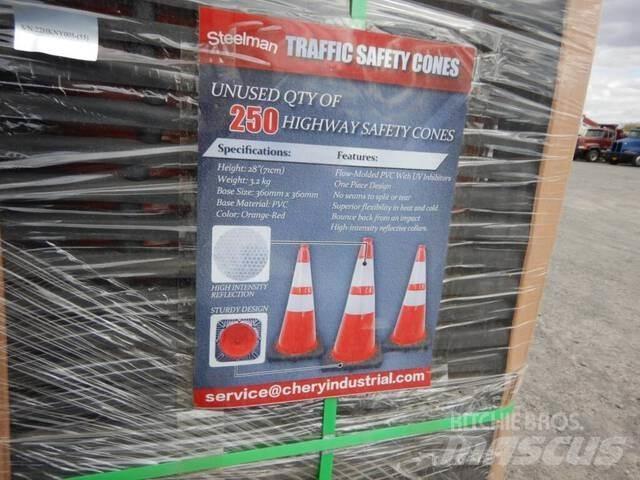 Steelman TRAFFIC SAFETY CONES
UNUSED QTY OF
250 HIGHWAY SAFETY CONES
Specifications:
Height: 28"(71cm)
Weight: 3.2 kg
Base Size: 360mm x 360mm
Base Material: PVC
Color: Orange-Red
Features:
Flow-Molded PVC With UV Inhibitors
One Piece Design
No seams to split or tear
Superior flexibility in heat and cold.
Bounce back from an impact
High-intensity reflective collars.
HIGH INTENSITY
REFLECTION
STURDY DESIGN
service@cheryindustrial.com
RITCHIE BROS.
Mascus